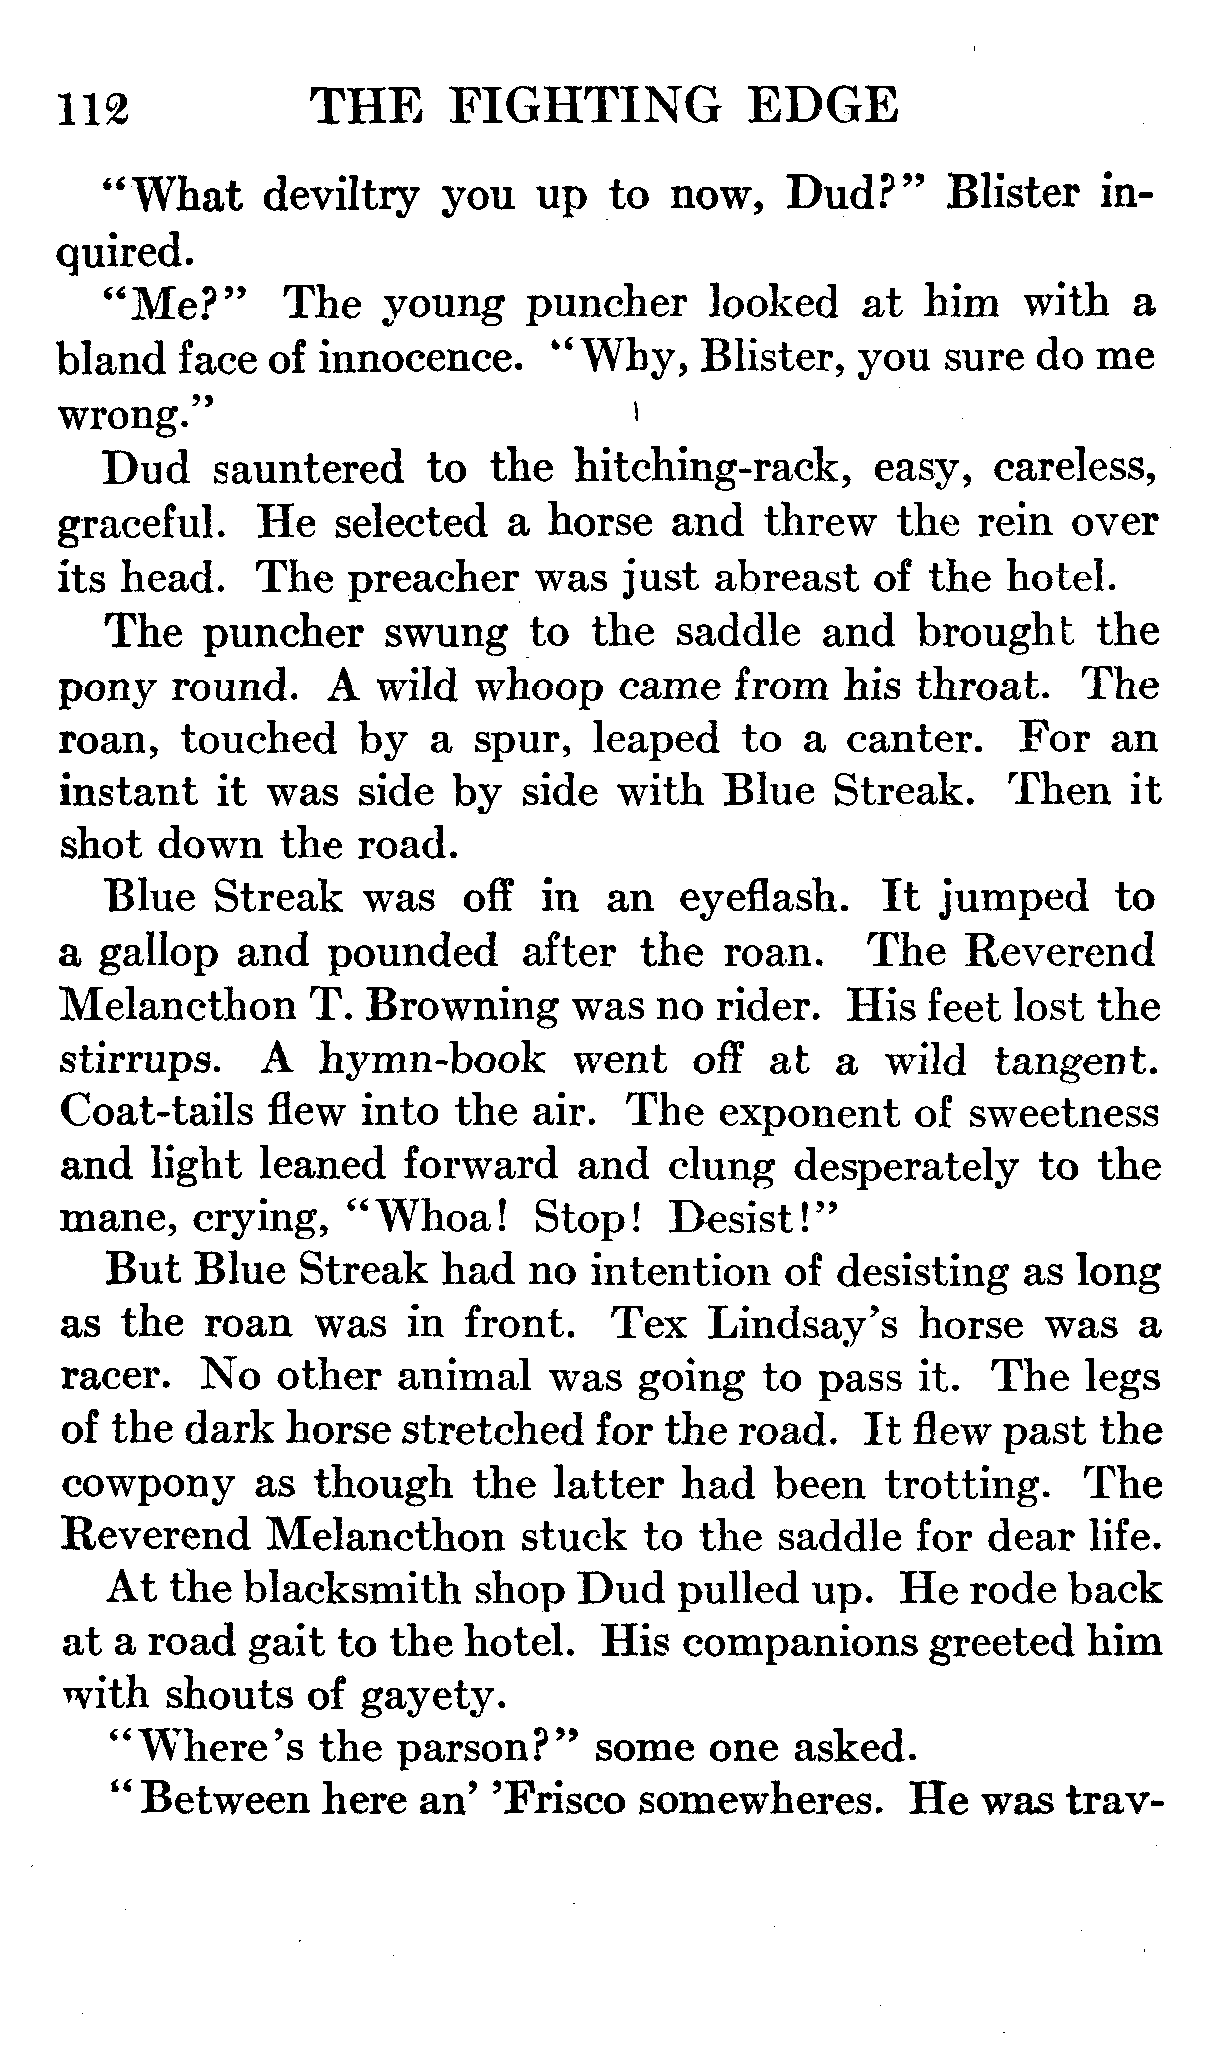 112 THE FIGHTING EDGE
"What deviltry you up to now, Dud?" Blister in-
quired.
"Me?" The young puncher looked at him with a
bland face of innocence. "Why, Blister, you sure do me
wrong."
Dud sauntered to the hitching-rack, easy, careless,
graceful. He selected a horse and threw the rein over
its head. The preacher was just abreast of the hotel.
The puncher swung to the saddle and brought the
pony round. A wild whoop came from his throat. The
roan, touched by a spur, leaped to a canter. For an
instant it was side by side with Blue Streak. Then it
shot down the road.
Blue Streak was off in an eyeflash. It jumped to
a gallop and pounded after the roan. The Reverend
Melancthon T. Browning was no rider. His feet lost the
stirrups. A hymn-book went off at a wild tangent.
Coat-tails flew into the air. The exponent of sweetness
and light leaned forward and clung desperately to the
mane, crying, "Whoa! Stop! Desist!"
But Blue Streak had no intention of desisting as long
as the roan was in front. Tex Lindsay's horse was a
racer. No other animal was going to pass it. The legs
of the dark horse stretched for the road. It flew past the
cowpony as though the latter had been trotting. The
Reverend Melancthon stuck to the saddle for dear life.
At the blacksmith shop Dud pulled up. He rode back
at a road gait to the hotel. His companions greeted him
with shouts of gayety.
"Where's the parson?" some one asked.
"Between here an' 'Frisco somewheres. He was trav-